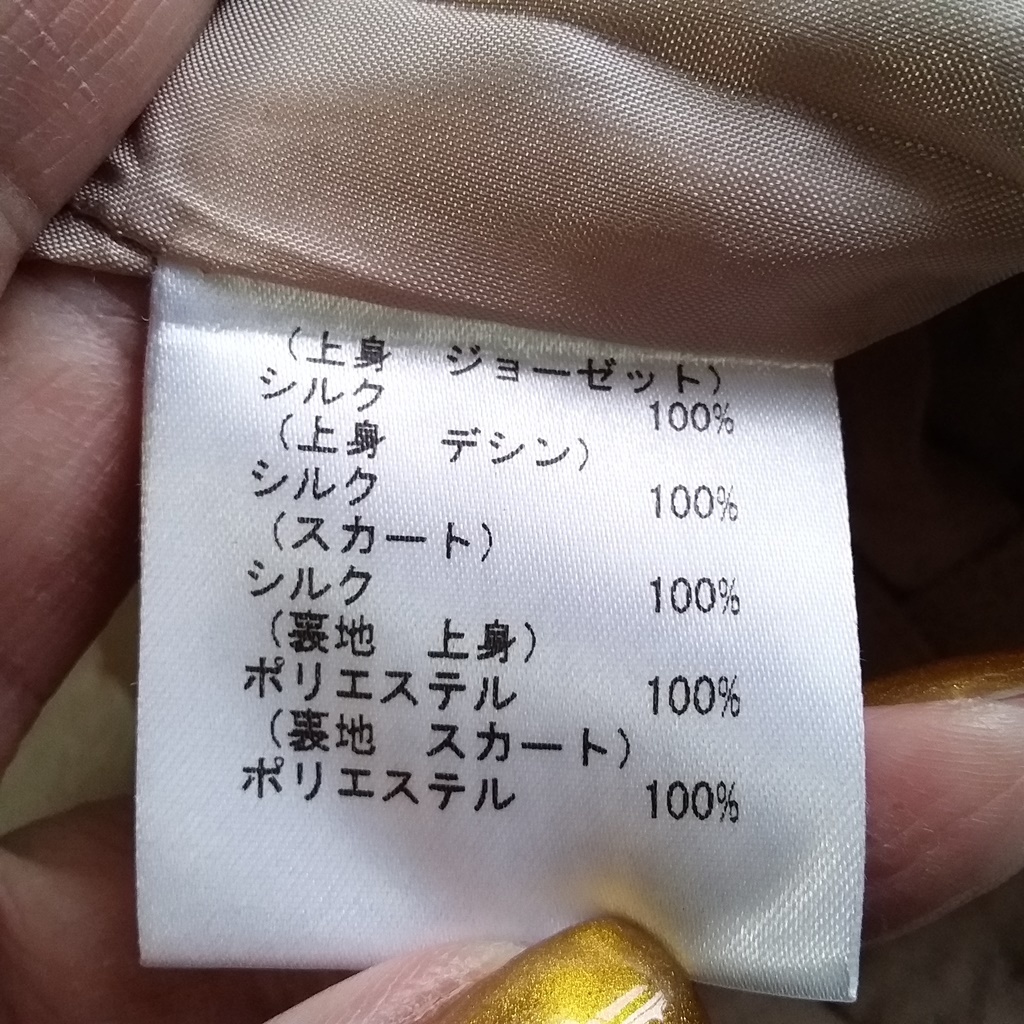 (上身　ジョーゼット)
シルク 100%
(上身　デシン)
シルク 100%
(スカート)
シルク 100%
(裏地　上身)
ポリエステル 100%
(裏地　スカート)
ポリエステル 100%